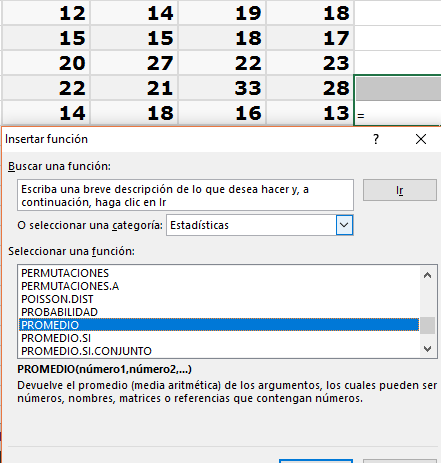 12 14 19 18
15 15 18 17
20 27 22 23
22 21 33 28
14 18 16 13 =
Insertar función ? ×
Buscar una función:
Escriba una breve descripción de lo que desea hacer y, a
continuación, haga clic en Ir
Ir
O seleccionar una categoría: Estadísticas
Seleccionar una función:
PERMUTACIONES
PERMUTACIONES.A
POISSON.DIST
PROBABILIDAD
PROMEDIO
PROMEDIO.SI
PROMEDIO.SI.CONJUNTO
PROMEDIO(número1,número2,...)
Devuelve el promedio (media aritmética) de los argumentos, los cuales pueden ser
números, nombres, matrices o referencias que contengan números.